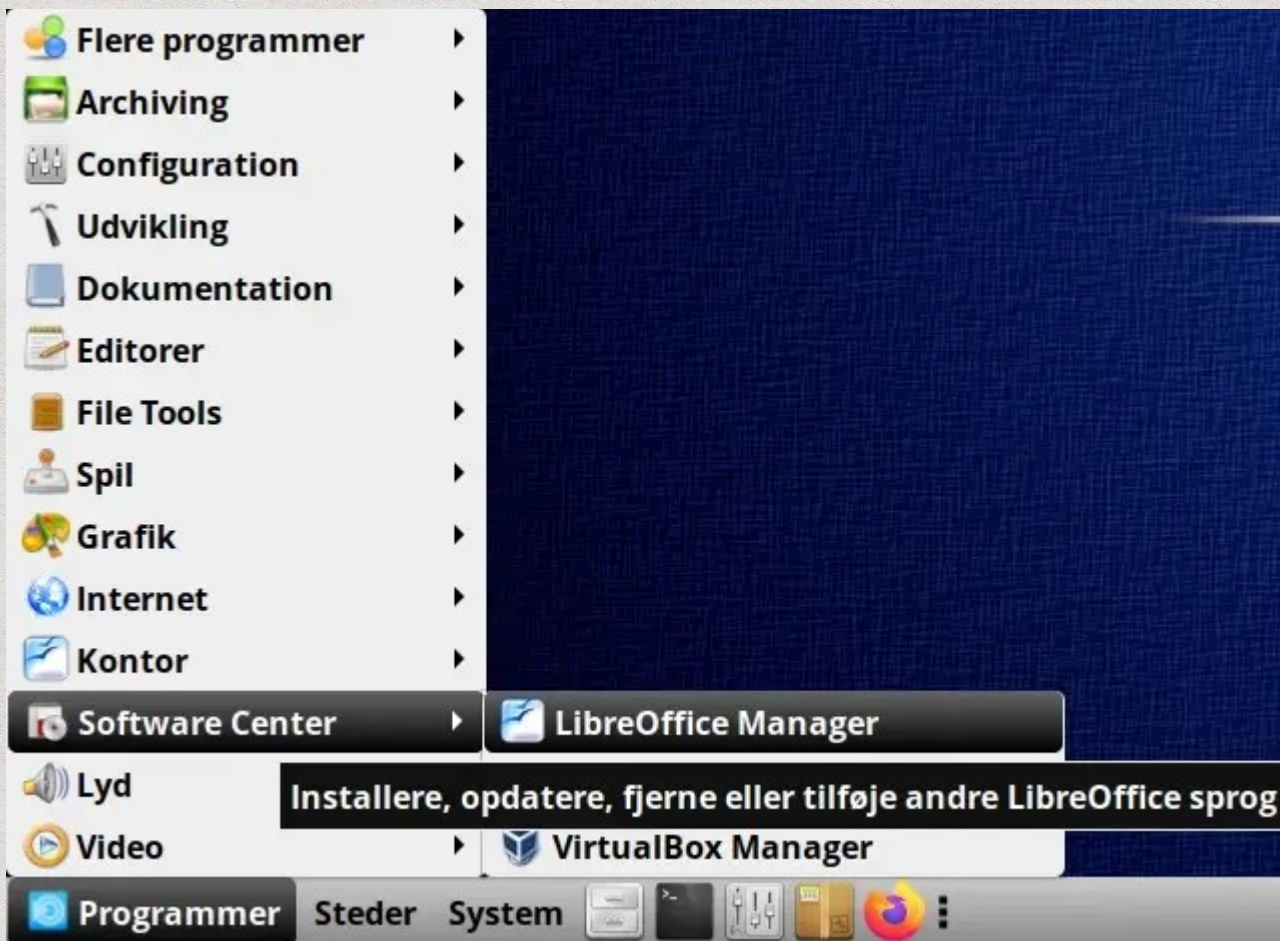 Flere programmer
Archiving
Configuration
Udvikling
Dokumentation
Editorer
File Tools
Spil
Grafik
Internet
Kontor
Software Center
LibreOffice Manager
Lyd
Installere, opdatere, fjerne eller tilføje andre LibreOffice sprog
Video
VirtualBox Manager
Programmer
Steder
System